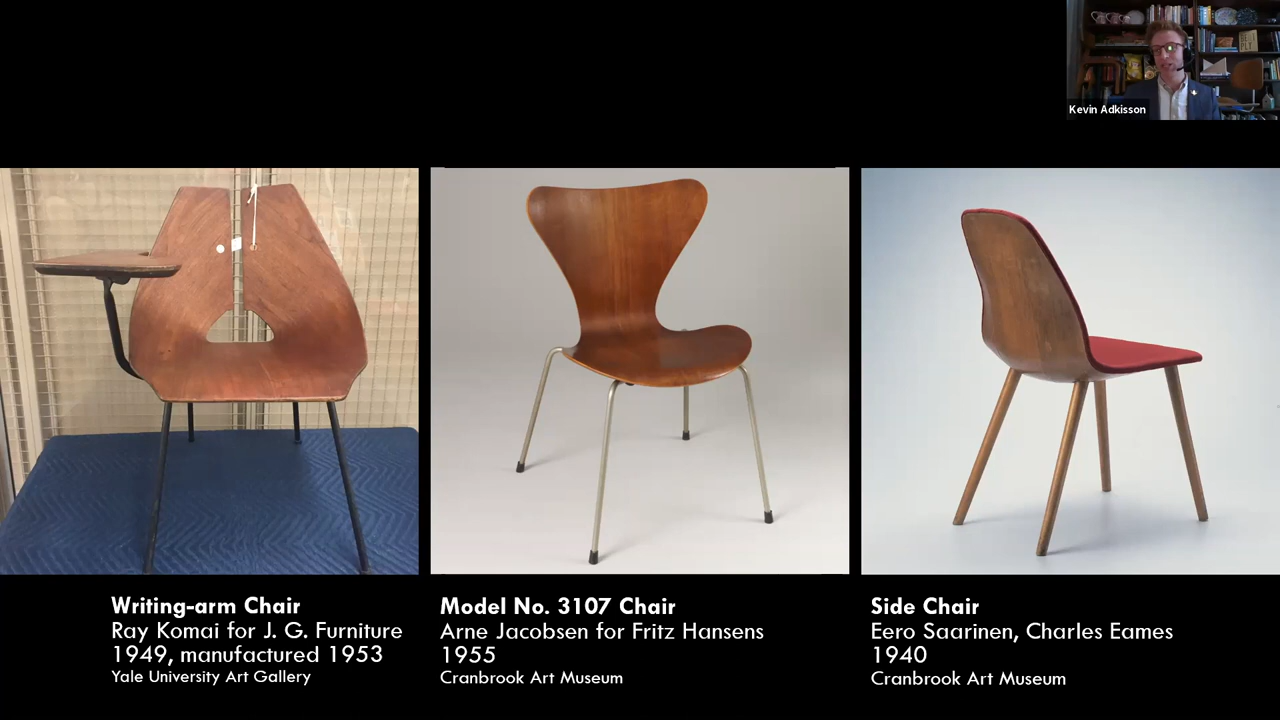 Kevin Adkisson
Writing-arm Chair
Ray Komai for J. G. Furniture
1949, manufactured 1953
Yale University Art Gallery
Model No. 3107 Chair
Arne Jacobsen for Fritz Hansens
1955
Cranbrook Art Museum
Side Chair
Eero Saarinen, Charles Eames
1940
Cranbrook Art Museum